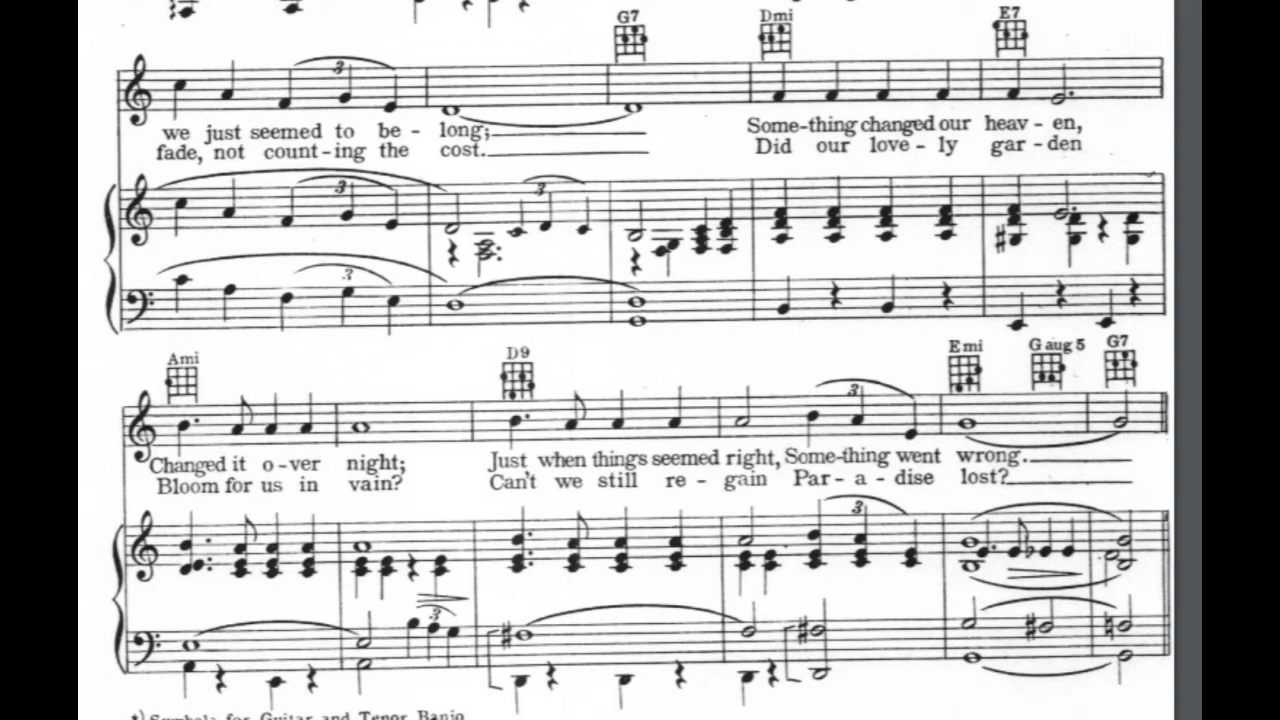 G7 Dmi E7
3
we just seemed to be - long; Some-thing changed our heav - en,
fade, not count - ing the cost. Did our love - ly gar - den
3 3
3
Ami D9 Emi G aug 5 G7
3
Changed it o - ver night; Just when things seemed right, Some-thing went wrong.
Bloom for us in vain? Can't we still re - gain Par - a - dise lost?
3
3
*) Symbols for Guitar and Tenor Banjo